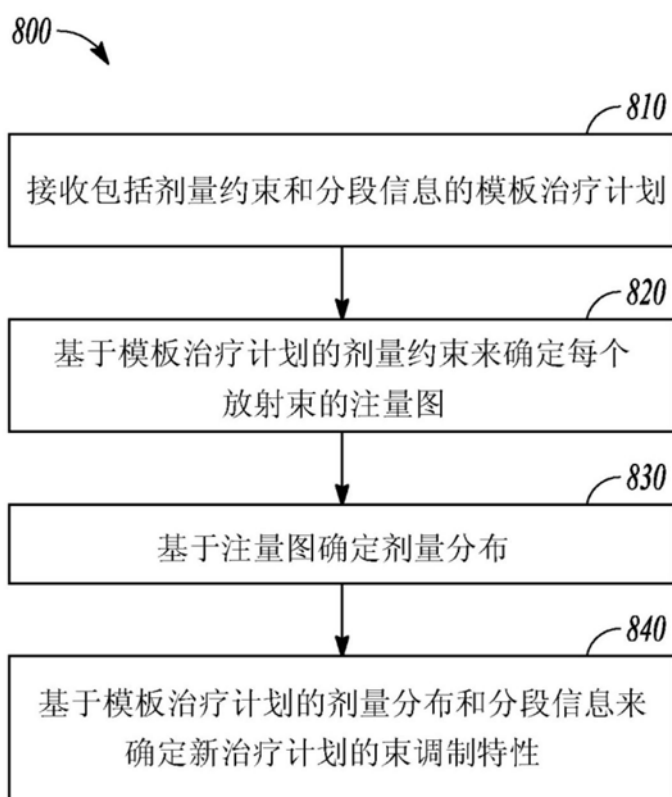 800
810
接收包括剂量约束和分段信息的模板治疗计划
820
基于模板治疗计划的剂量约束来确定每个
放射束的注量图
830
基于注量图确定剂量分布
840
基于模板治疗计划的剂量分布和分段信息来
确定新治疗计划的束调制特性